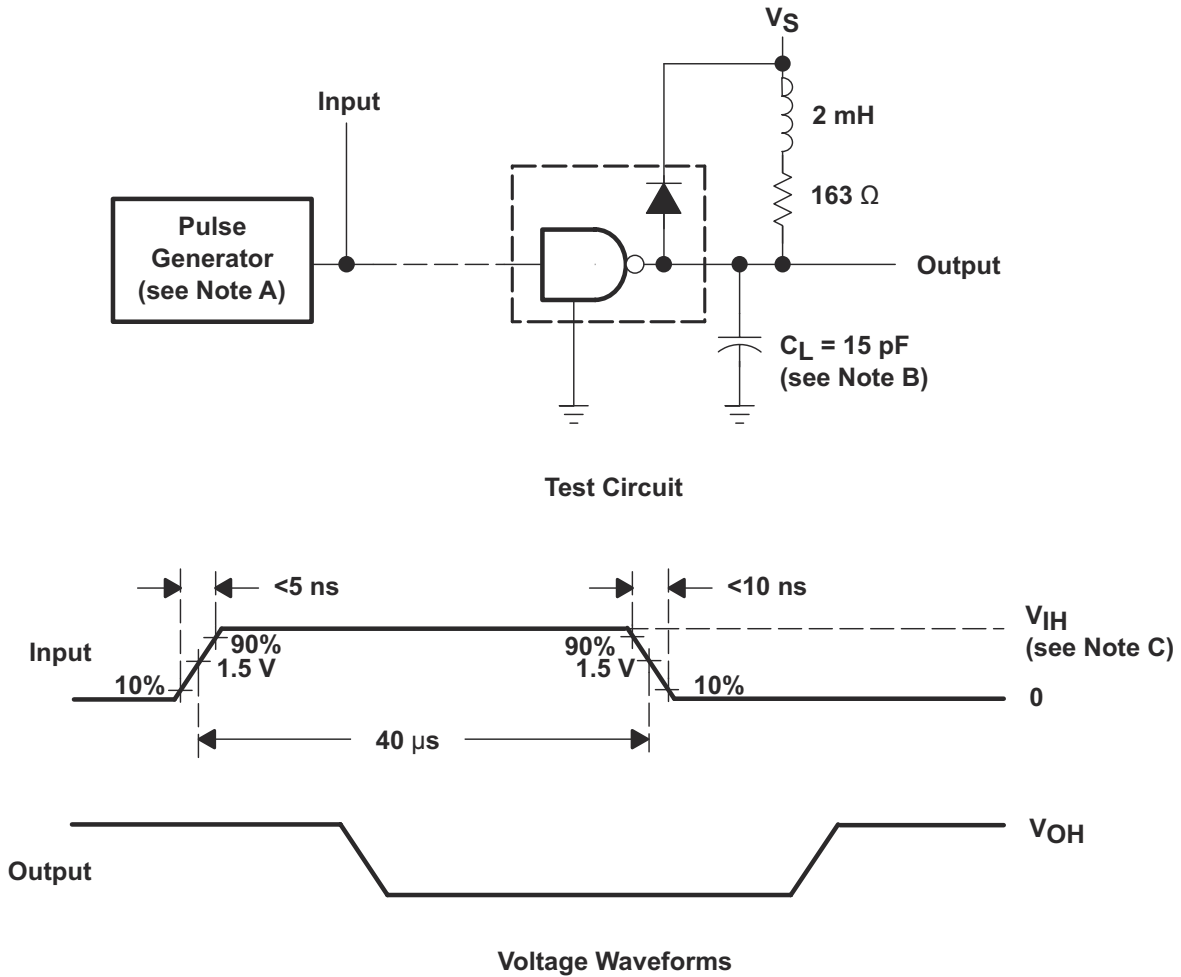 VS
Input
2 mH
163 Ω
Pulse
Generator
(see Note A)
Output
CL = 15 pF
(see Note B)
Test Circuit
<5 ns
<10 ns
VIH
(see Note C)
Input
90%
1.5 V
90%
1.5 V
10%
10%
0
40 μs
VOH
Output
Voltage Waveforms